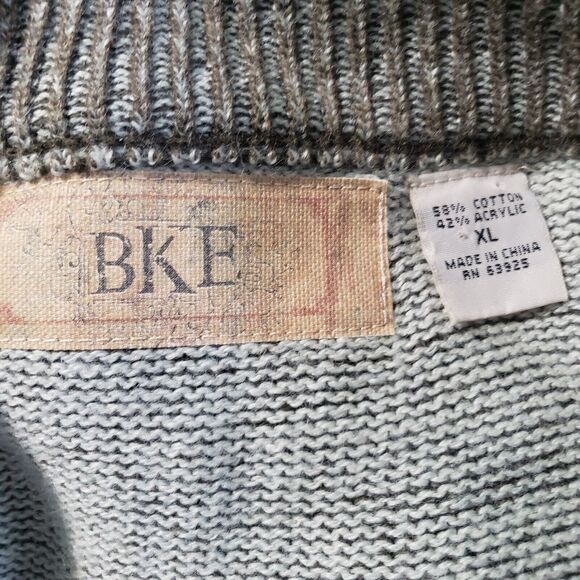 BKE
58% COTTON
42% ACRYLIC
XL
MADE IN CHINA
RN 63925